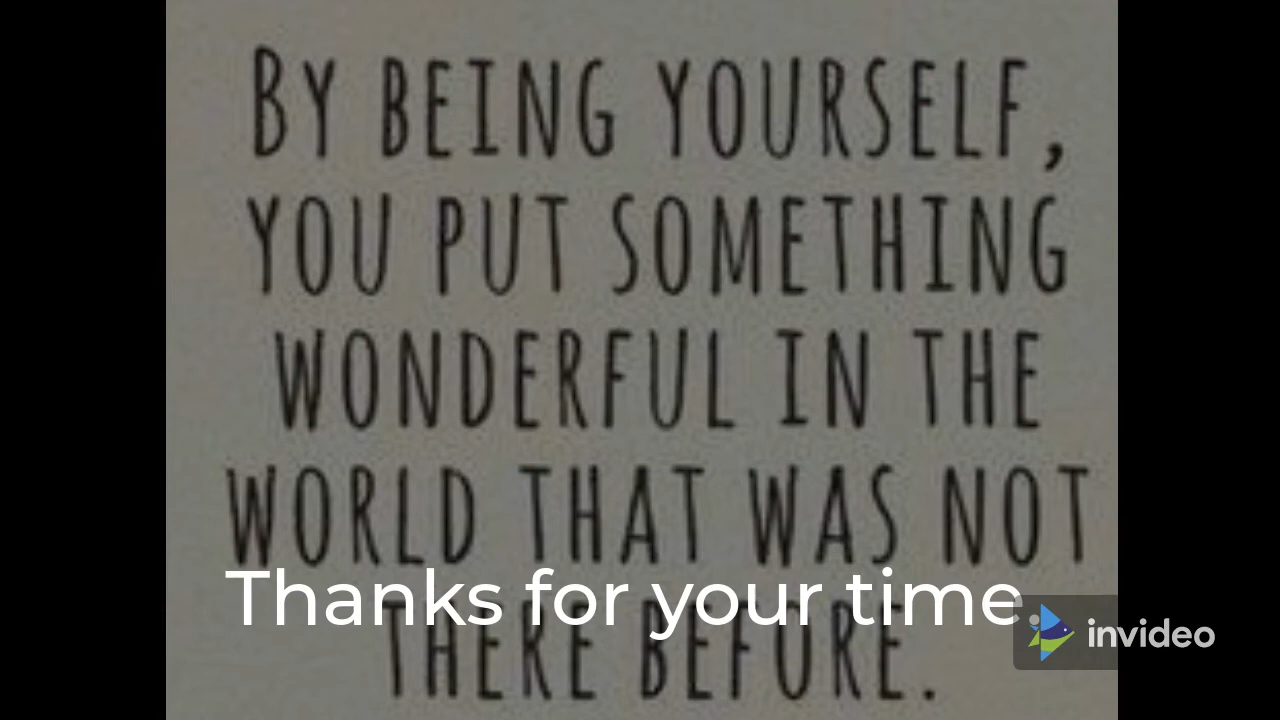 BY BEING YOURSELF,
YOU PUT SOMETHING
WONDERFUL IN THE
WORLD THAT WAS NOT
Thanks for your time
THERE BEFORE.
invideo